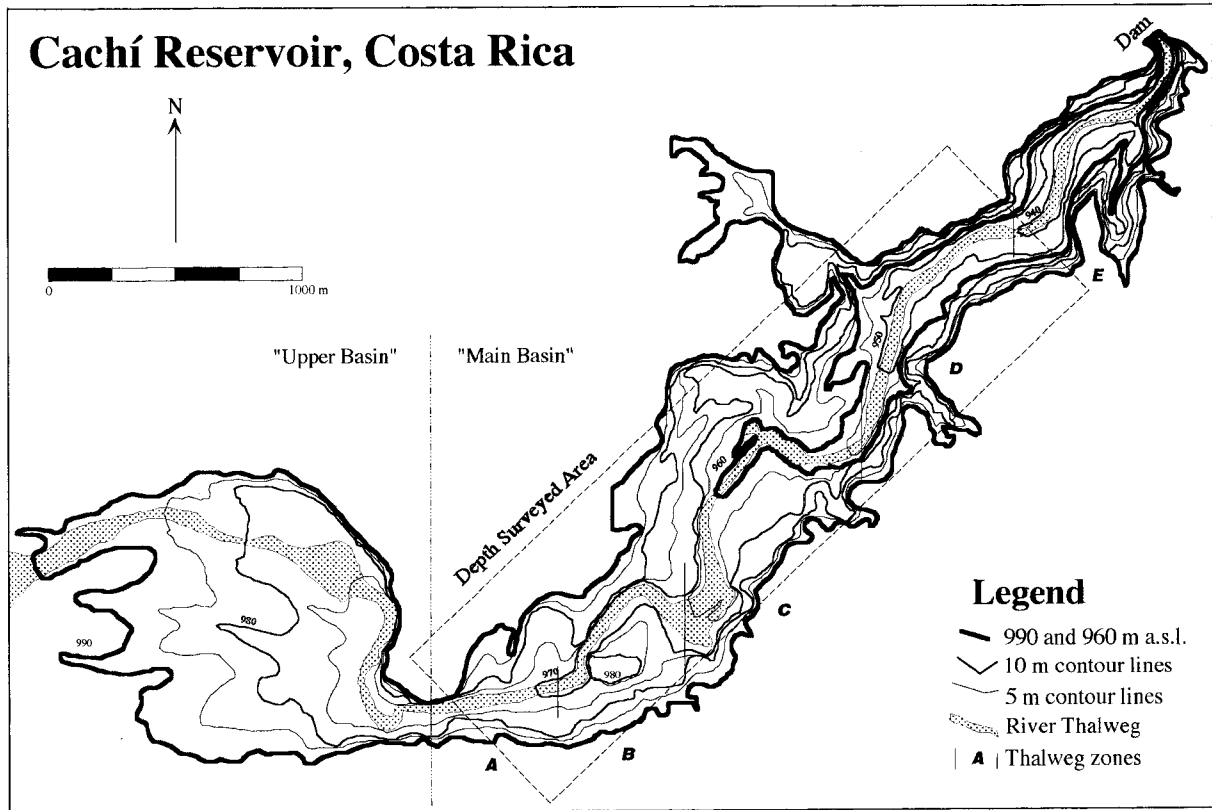 Cachí Reservoir, Costa Rica
Dam
N
0 1000 m
"Upper Basin" "Main Basin"
Depth Surveyed Area
940
E
950
D
960
C
980
990
970
980
A
B
Legend
990 and 960 m a.s.l.
10 m contour lines
5 m contour lines
River Thalweg
A Thalweg zones